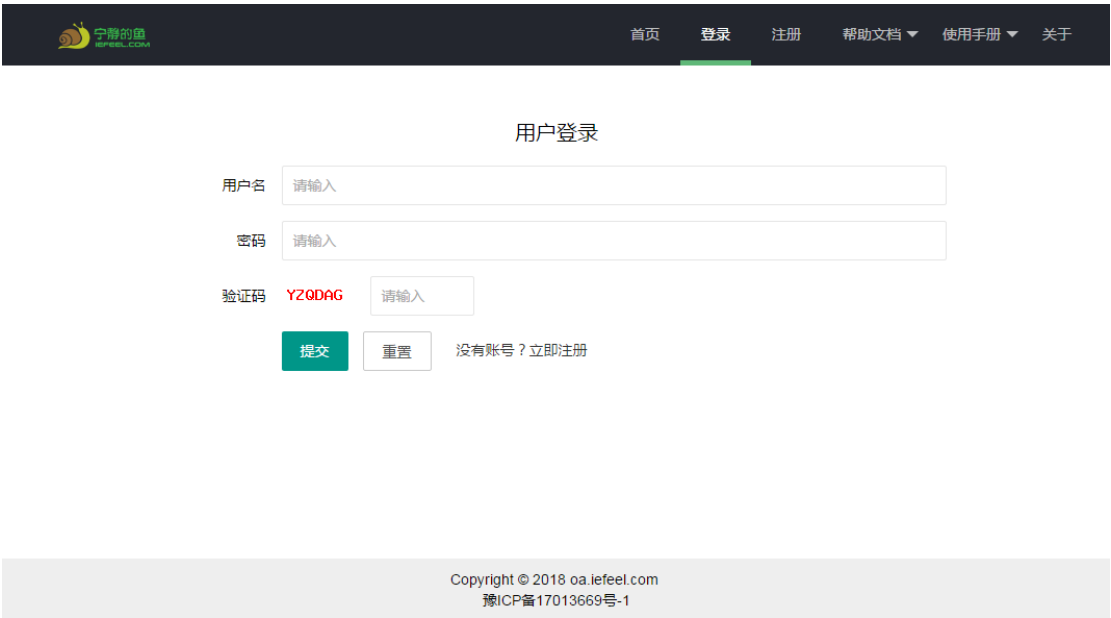 宁静的鱼
IEFEEL.COM
首页 登录 注册 帮助文档 使用手册 关于
用户登录
用户名 请输入
密码 请输入
验证码 YZQDAG 请输入
提交 重置 没有账号？立即注册
Copyright © 2018 oa.iefeel.com
豫ICP备17013669号-1